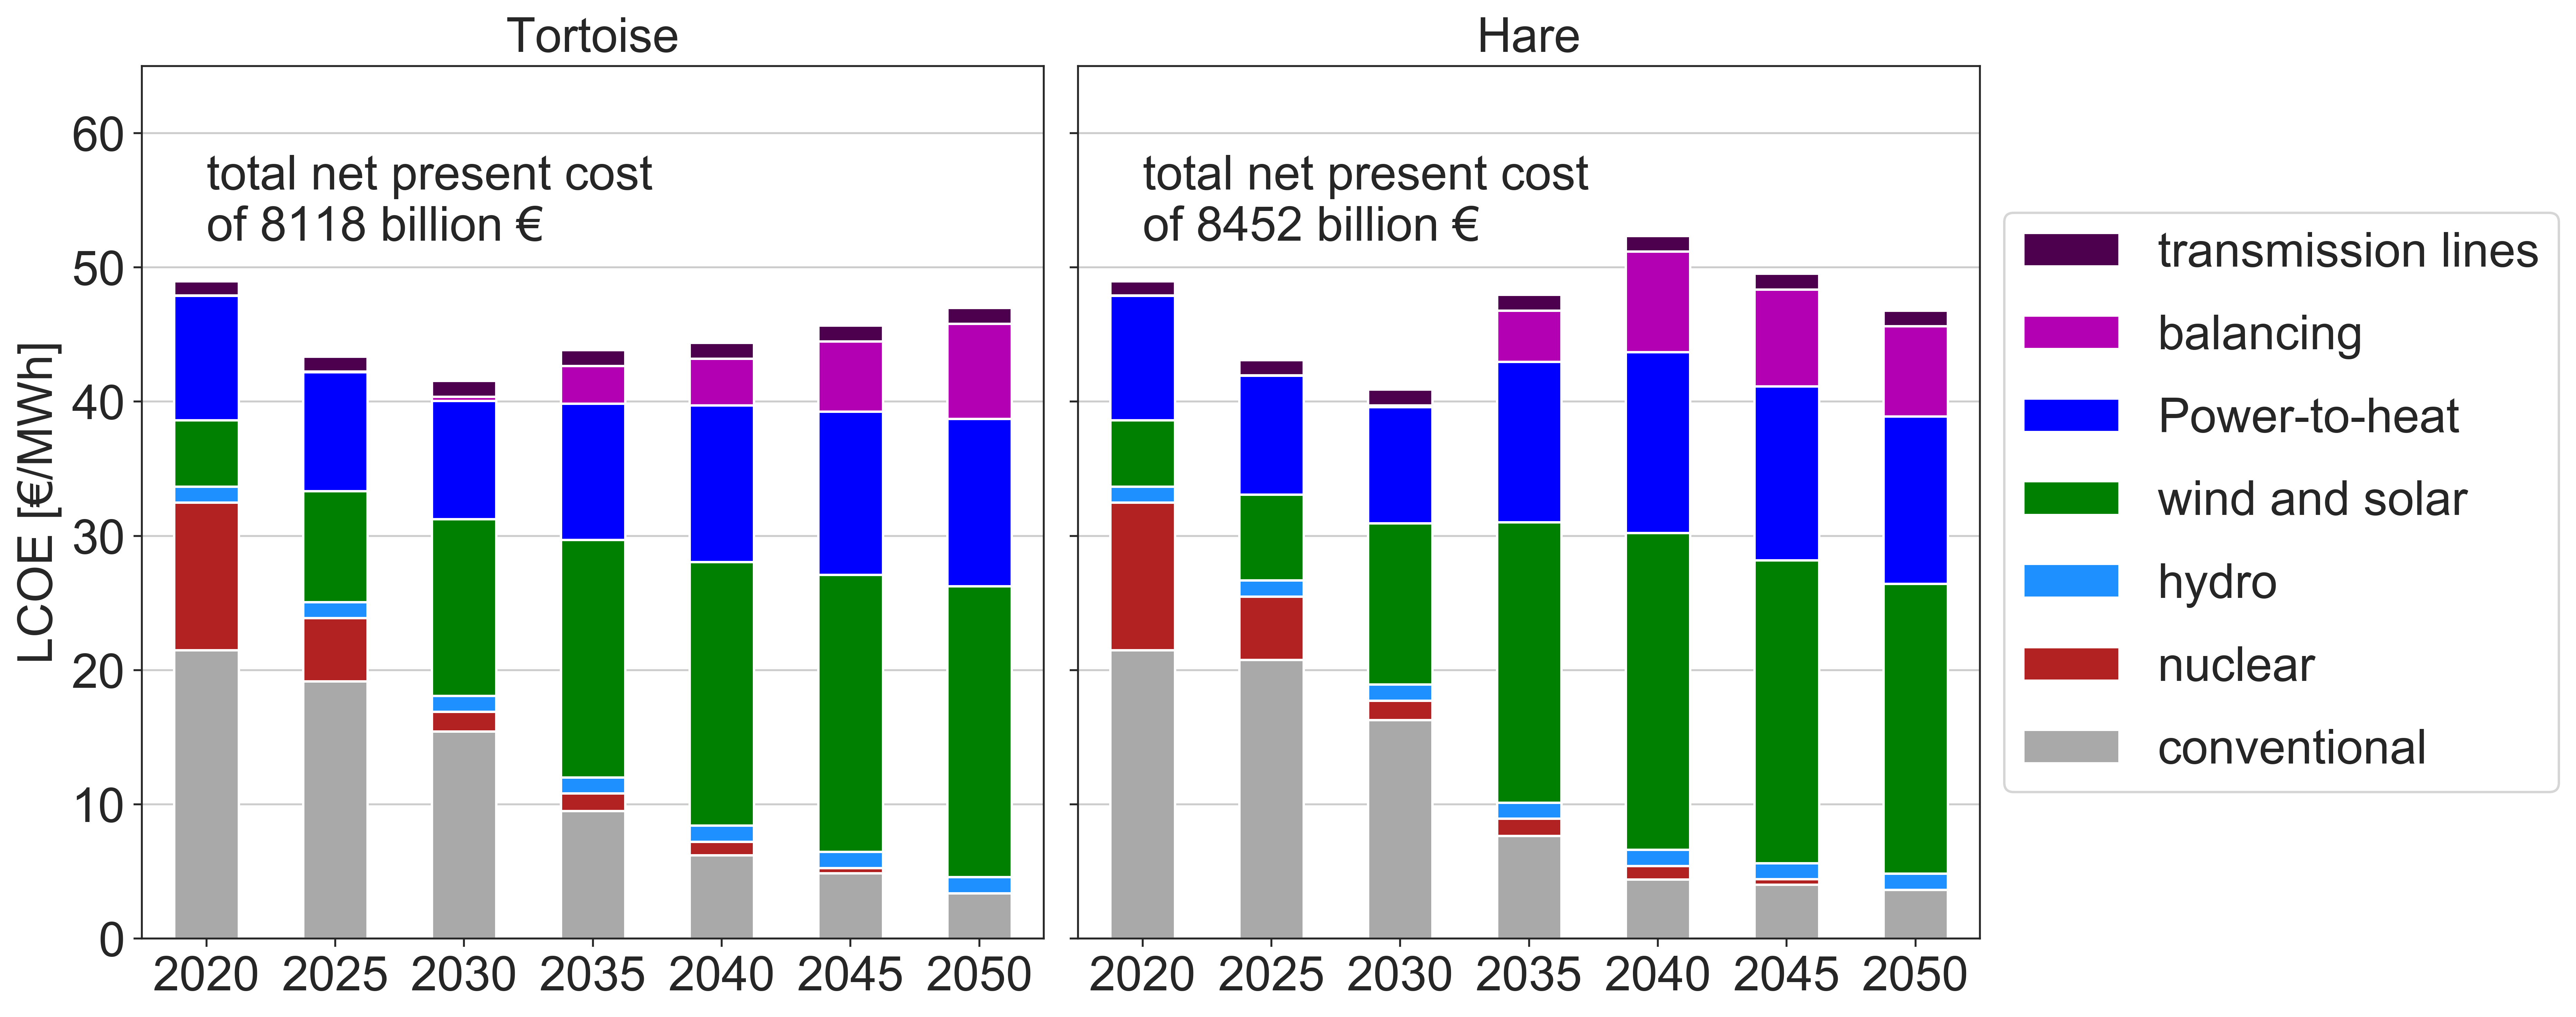 Tortoise
Hare
total net present cost
of 8118 billion €
total net present cost
of 8452 billion €
LCOE [€/MWh]
60
50
40
30
20
10
0
2020 2025 2030 2035 2040 2045 2050
2020 2025 2030 2035 2040 2045 2050
transmission lines
balancing
Power-to-heat
wind and solar
hydro
nuclear
conventional